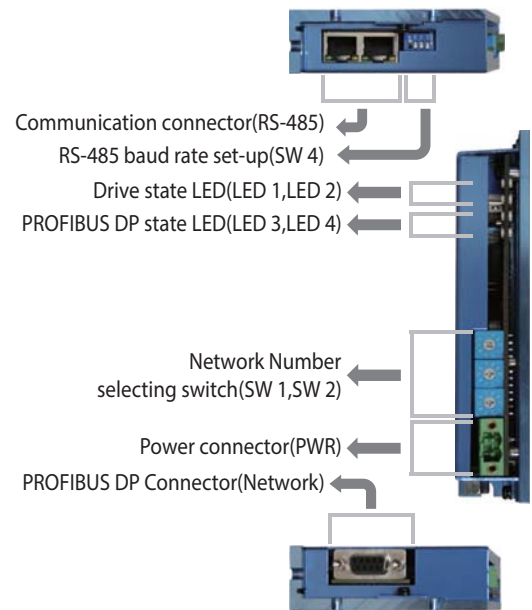 Communication connector(RS-485)
RS-485 baud rate set-up(SW 4)
Drive state LED(LED 1,LED 2)
PROFIBUS DP state LED(LED 3,LED 4)
Network Number
selecting switch(SW 1,SW 2)
Power connector(PWR)
PROFIBUS DP Connector(Network)